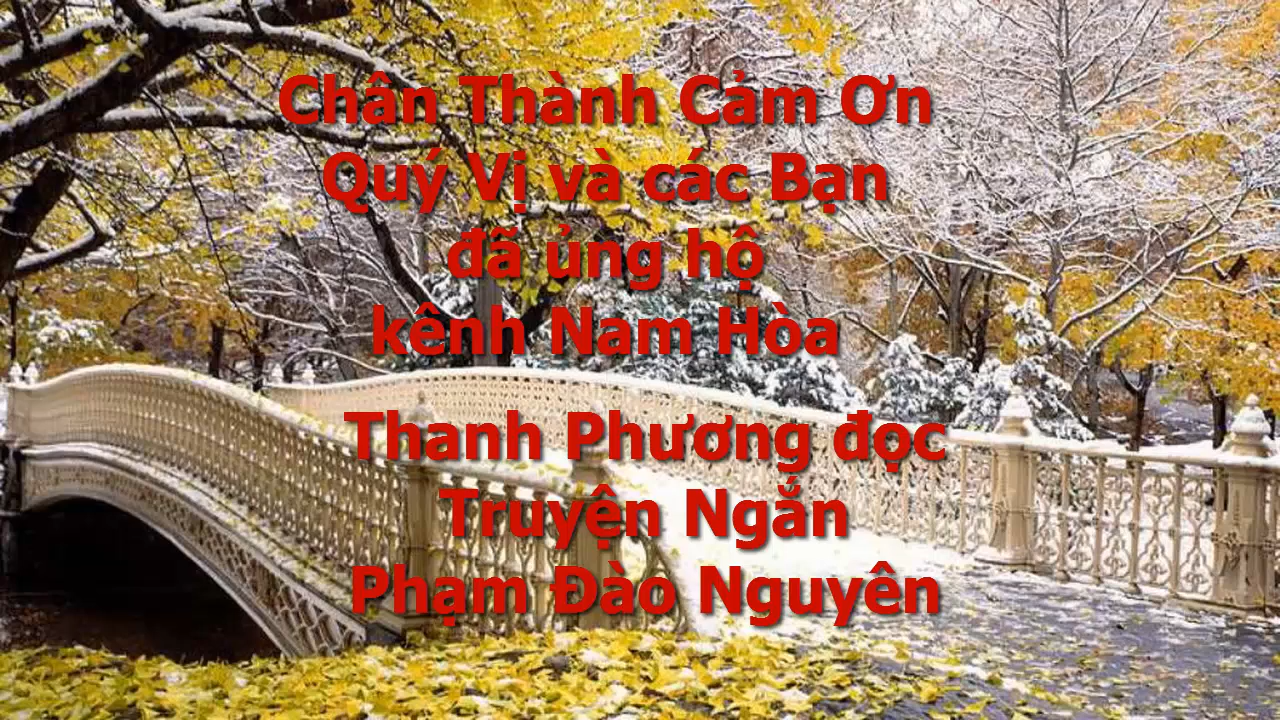 Chân Thành Cảm Ơn
Quý Vị và các Bạn
đã ủng hộ
kênh Nam Hòa
Thanh Phương đọc
Truyện Ngắn
Phạm Đào Nguyên